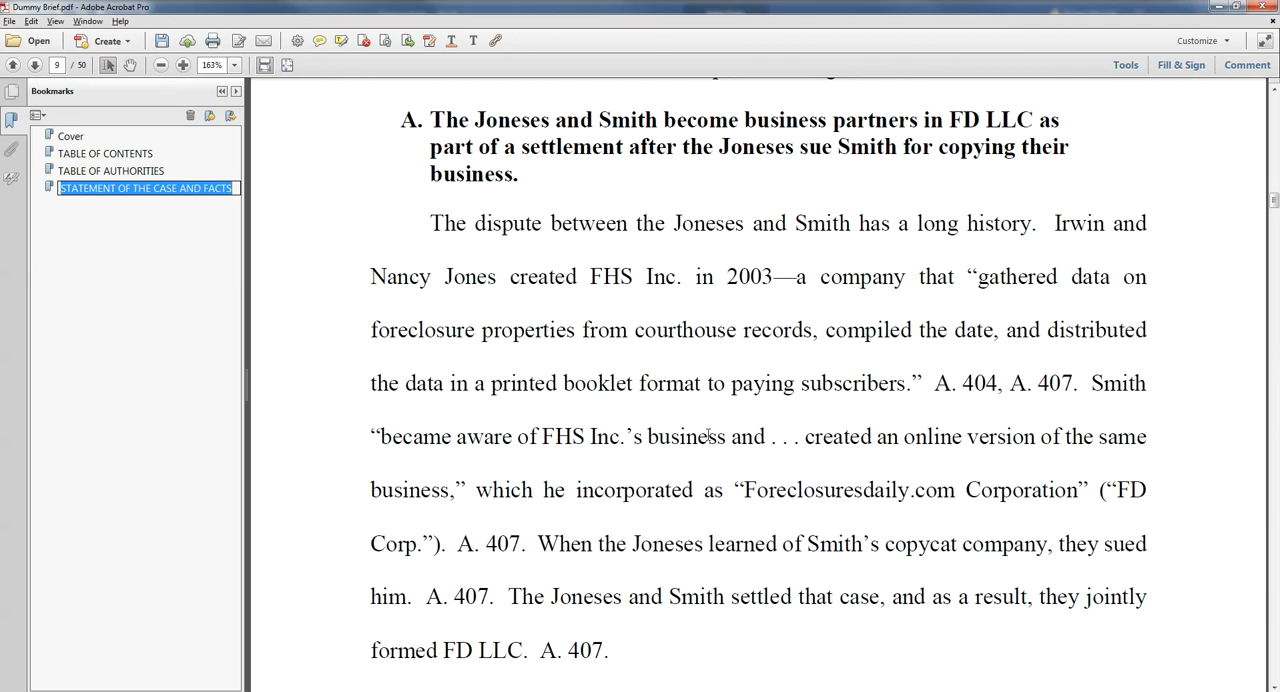 Dummy Brief.pdf - Adobe Acrobat Pro
File Edit View Window Help
Open Create Customize
9 / 50 163% Tools Fill & Sign Comment
Bookmarks
Cover
TABLE OF CONTENTS
TABLE OF AUTHORITIES
STATEMENT OF THE CASE AND FACTS
A. The Joneses and Smith become business partners in FD LLC as
part of a settlement after the Joneses sue Smith for copying their
business.
The dispute between the Joneses and Smith has a long history. Irwin and
Nancy Jones created FHS Inc. in 2003—a company that “gathered data on
foreclosure properties from courthouse records, compiled the date, and distributed
the data in a printed booklet format to paying subscribers.” A. 404, A. 407. Smith
“became aware of FHS Inc.’s business and . . . created an online version of the same
business,” which he incorporated as “Foreclosuresdaily.com Corporation” (“FD
Corp.”). A. 407. When the Joneses learned of Smith’s copycat company, they sued
him. A. 407. The Joneses and Smith settled that case, and as a result, they jointly
formed FD LLC. A. 407.